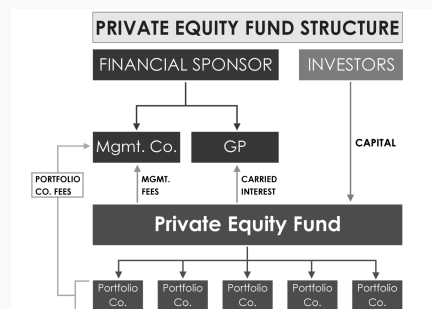 PRIVATE EQUITY FUND STRUCTURE
FINANCIAL SPONSOR
INVESTORS
Mgmt. Co.
GP
CAPITAL
PORTFOLIO
CO. FEES
MGMT.
FEES
CARRIED
INTEREST
Private Equity Fund
Portfolio
Co.
Portfolio
Co.
Portfolio
Co.
Portfolio
Co.
Portfolio
Co.